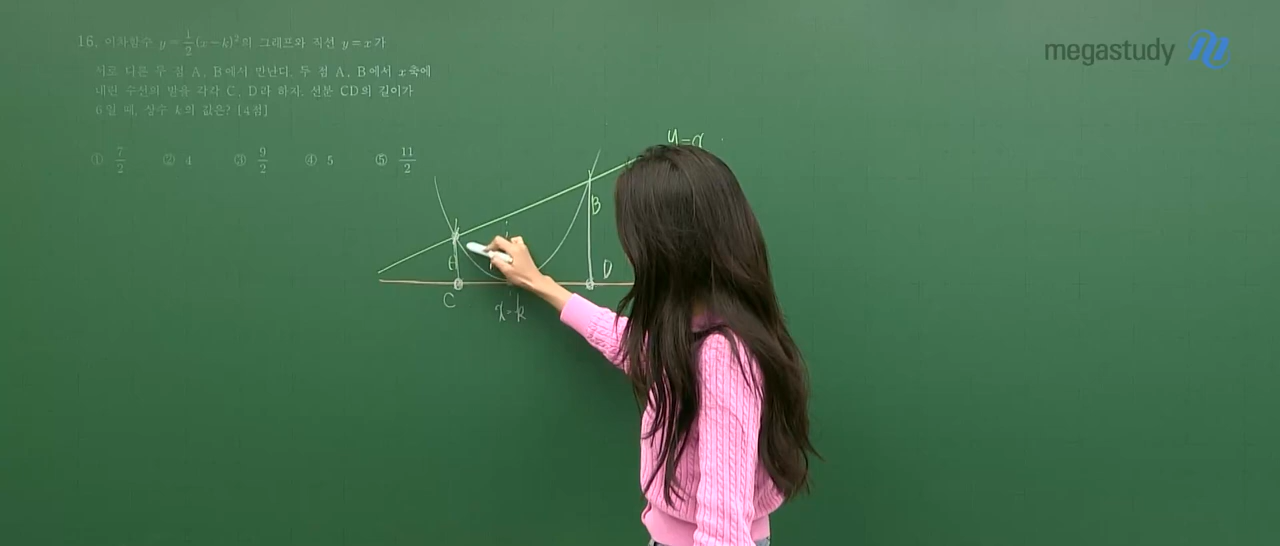 megastudy
16. 이차함수 y = \frac{1}{2}(x-k)^2의 그래프와 직선 y=x가
서로 다른 두 점 A, B에서 만난다. 두 점 A, B에서 x축에
내린 수선의 발을 각각 C, D라 하자. 선분 CD의 길이가
6일 때, 상수 k의 값은? [4점]
① 7/2 ② 4 ③ 9/2 ④ 5 ⑤ 11/2
y=x
B
A
D
C
x=k